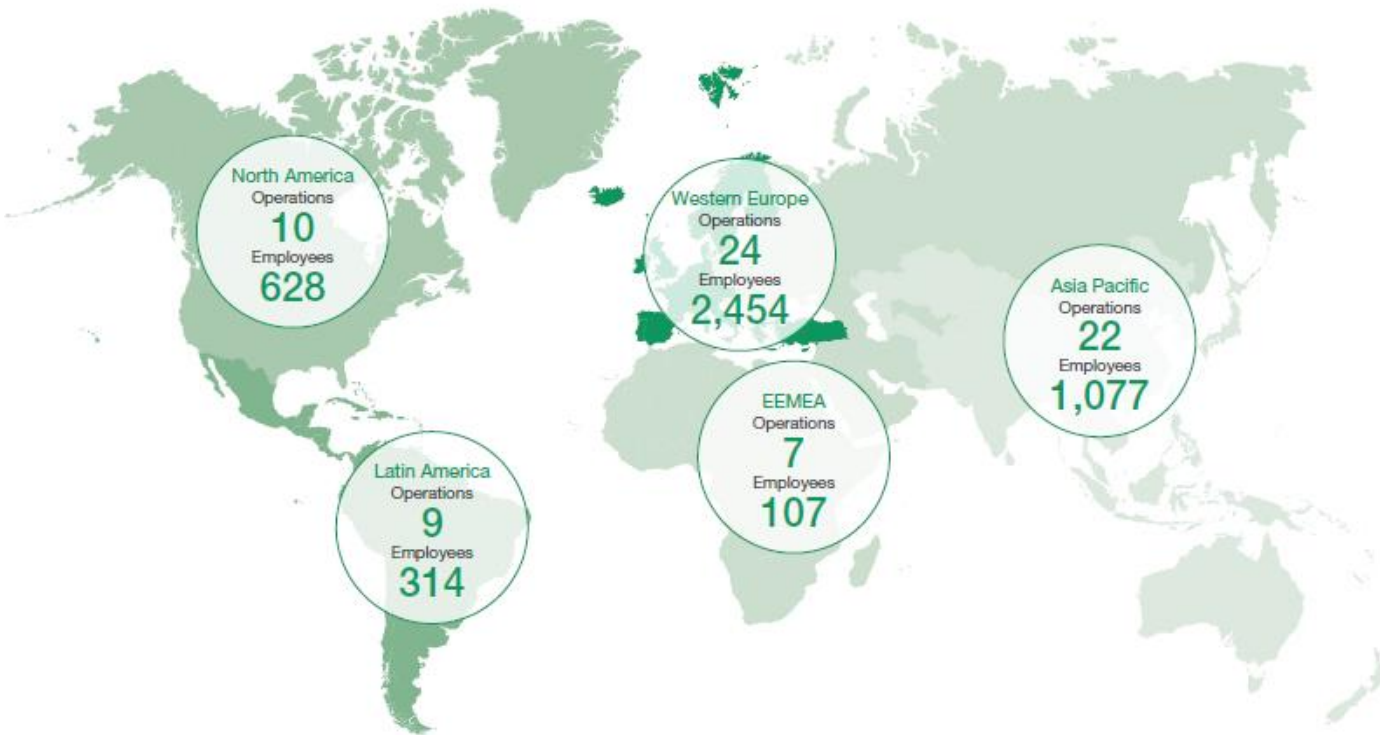 North America
Operations
10
Employees
628
Western Europe
Operations
24
Employees
2,454
Asia Pacific
Operations
22
Employees
1,077
EEMEA
Operations
7
Employees
107
Latin America
Operations
9
Employees
314